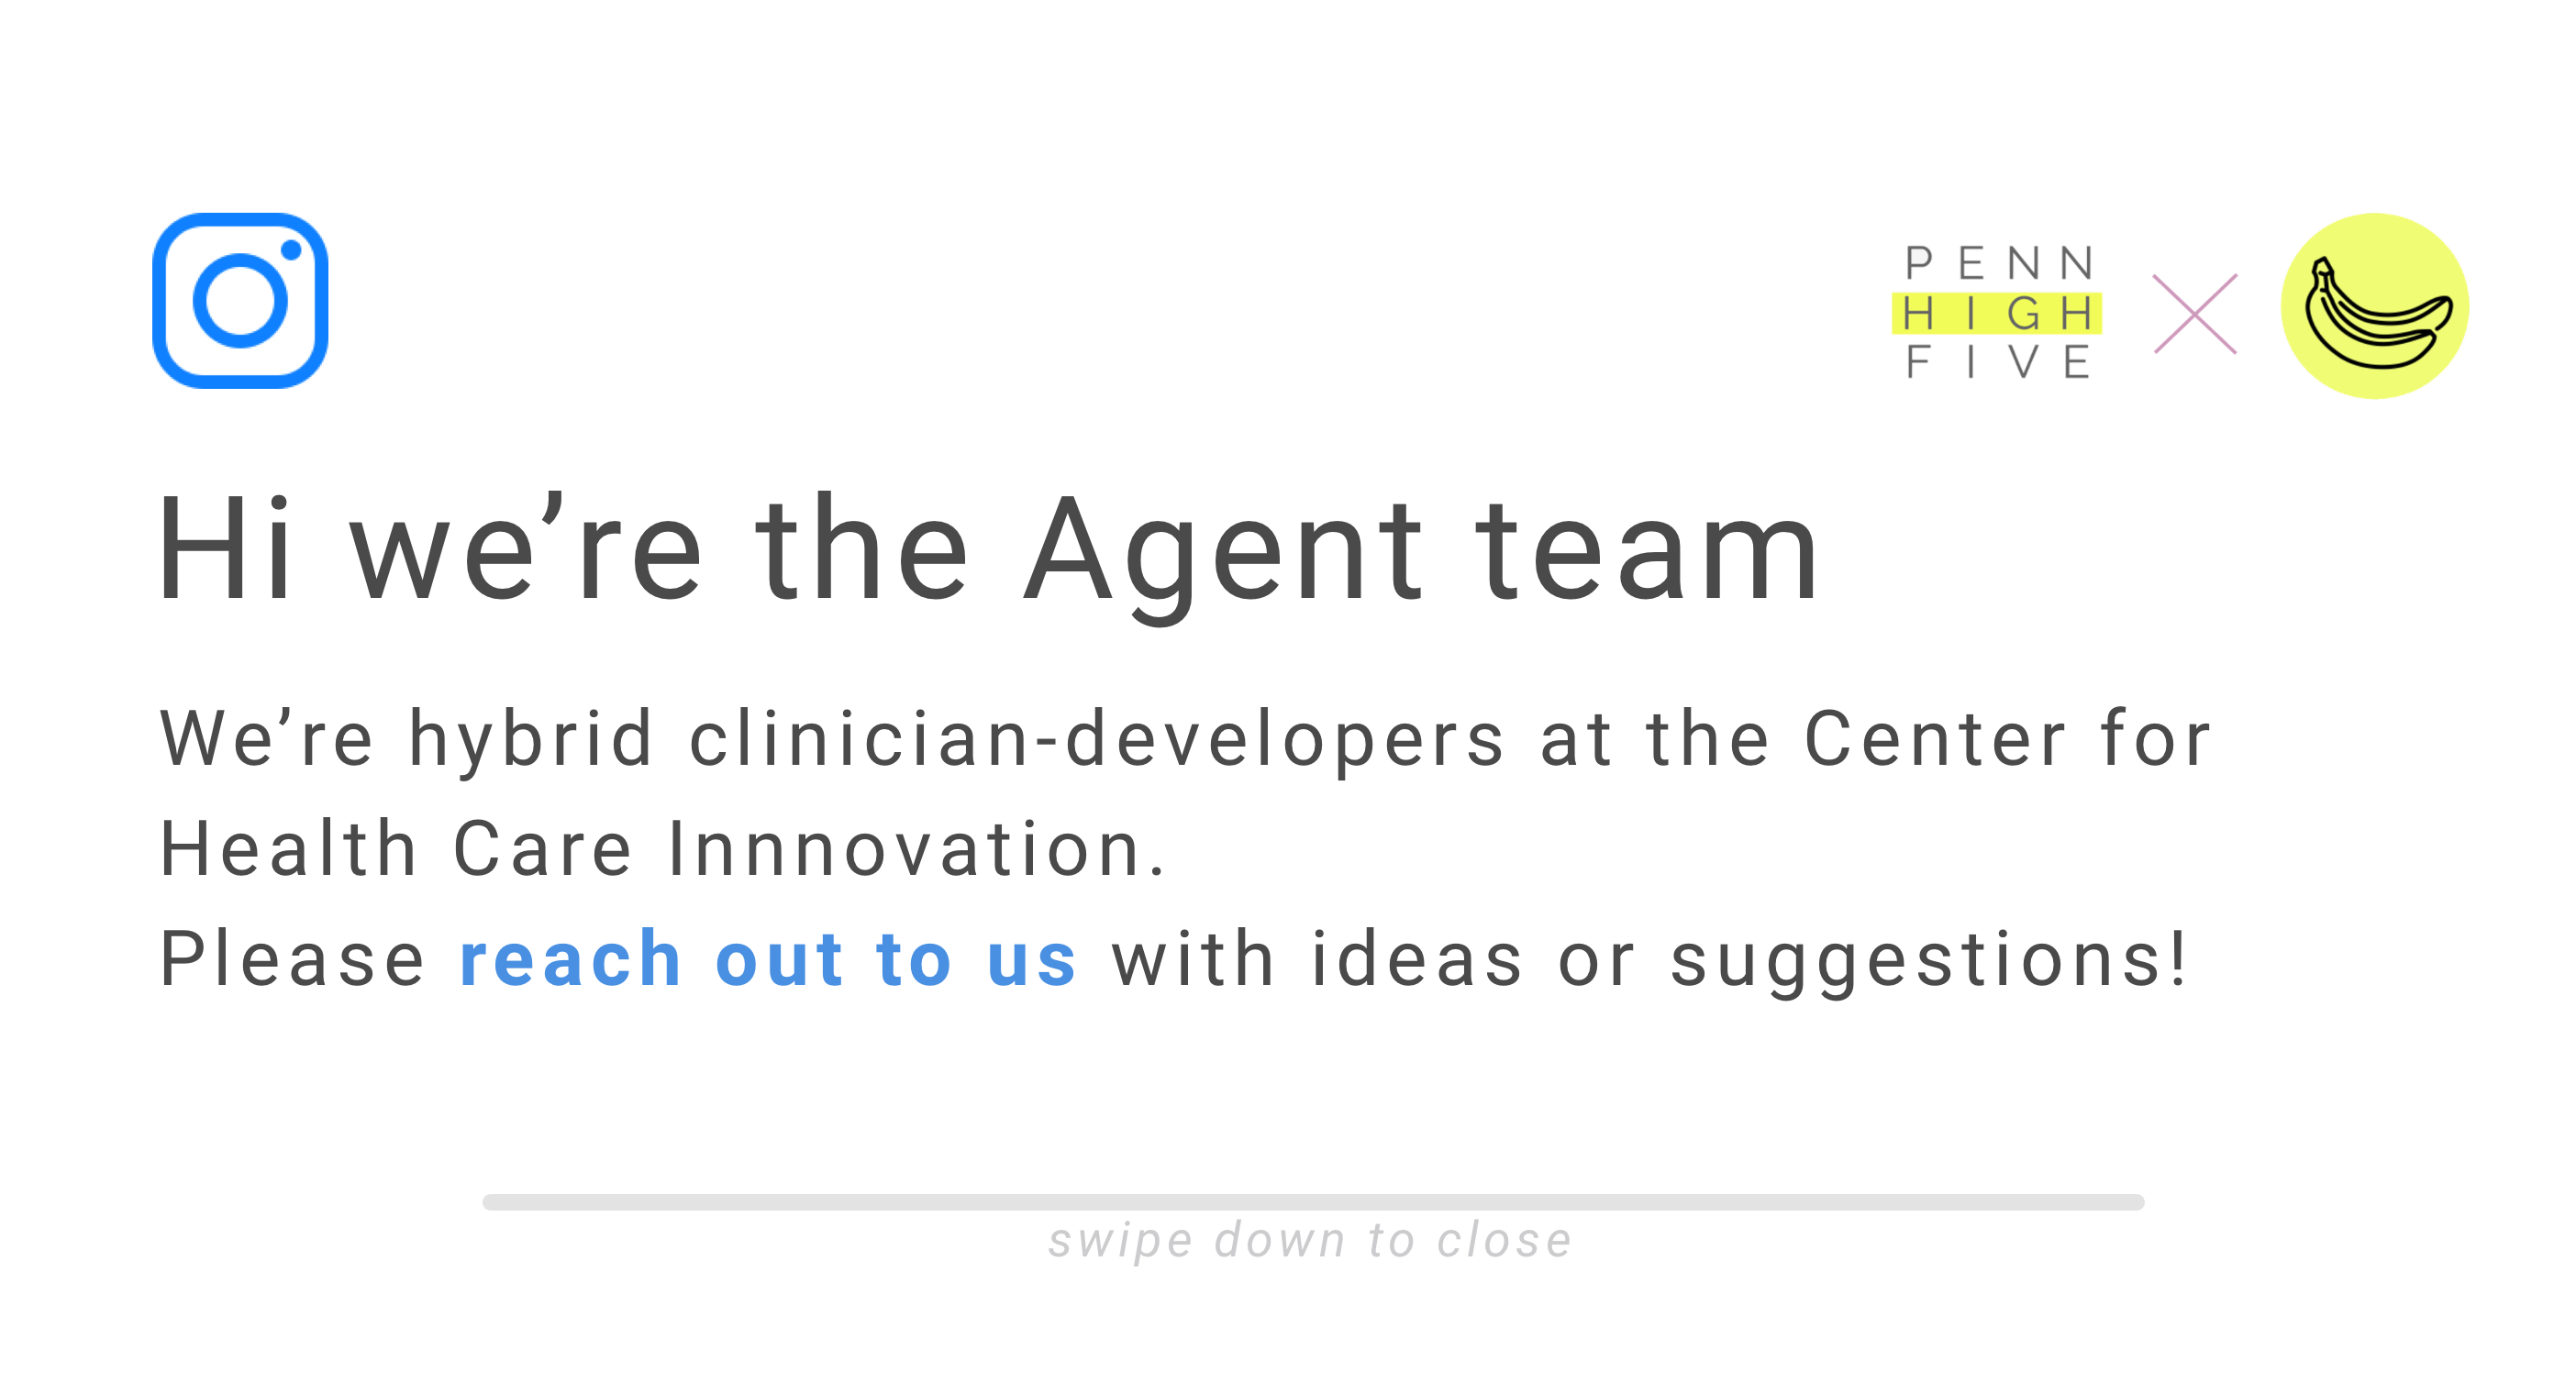 PENN
HIGH
FIVE
Hi we’re the Agent team
We’re hybrid clinician-developers at the Center for
Health Care Innnovation.
Please reach out to us with ideas or suggestions!
swipe down to close